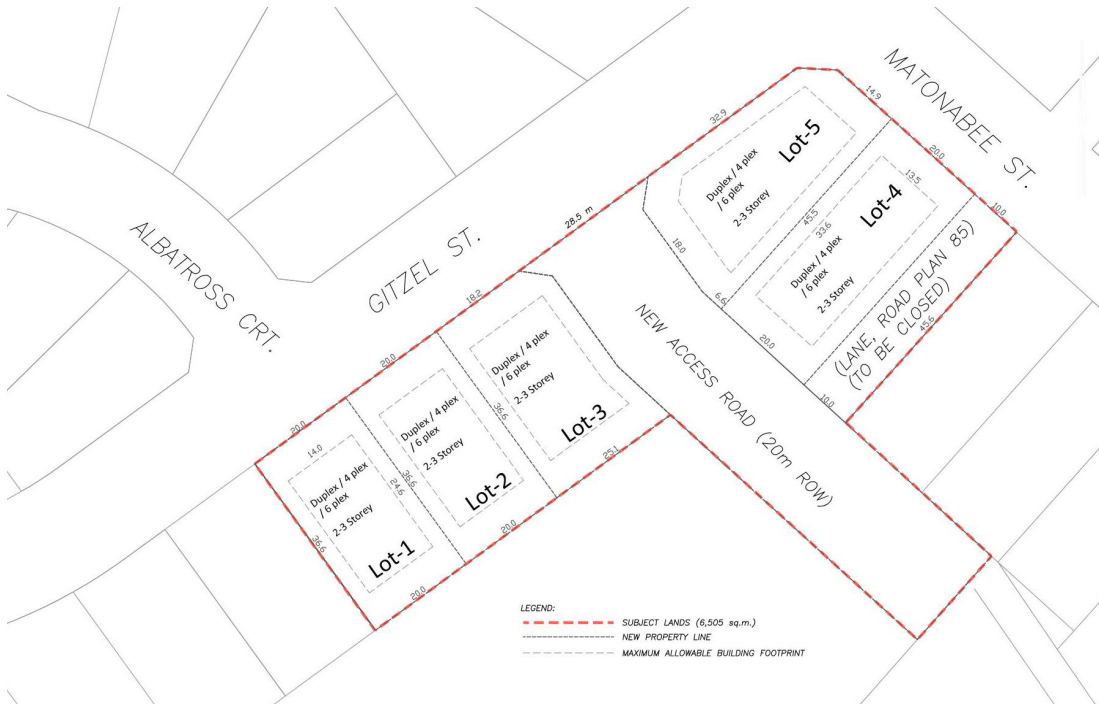 MATONABEE ST.
ALBATROSS CRT.
GITZEL ST.
NEW ACCESS ROAD (20m ROW)
(LANE, ROAD PLAN 85)
(TO BE CLOSED)
Lot-5
Duplex / 4 plex
/ 6 plex
2-3 Storey
Lot-4
Duplex / 4 plex
/ 6 plex
2-3 Storey
Lot-3
Duplex / 4 plex
/ 6 plex
2-3 Storey
Lot-2
Duplex / 4 plex
/ 6 plex
2-3 Storey
Lot-1
Duplex / 4 plex
/ 6 plex
2-3 Storey
32.9
14.9
20.0
10.0
13.5
45.5
33.6
18.0
6.6
20.0
10.0
45.6
28.5 m
18.2
20.0
20.0
14.0
36.6
24.6
36.6
36.6
25.1
20.0
20.0
LEGEND:
SUBJECT LANDS (6,505 sq.m.)
NEW PROPERTY LINE
MAXIMUM ALLOWABLE BUILDING FOOTPRINT